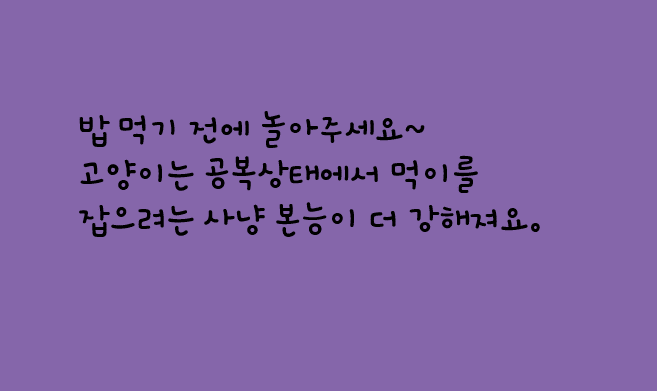 밥 먹기 전에 놀아주세요~
고양이는 공복상태에서 먹이를
잡으려는 사냥 본능이 더 강해져요。